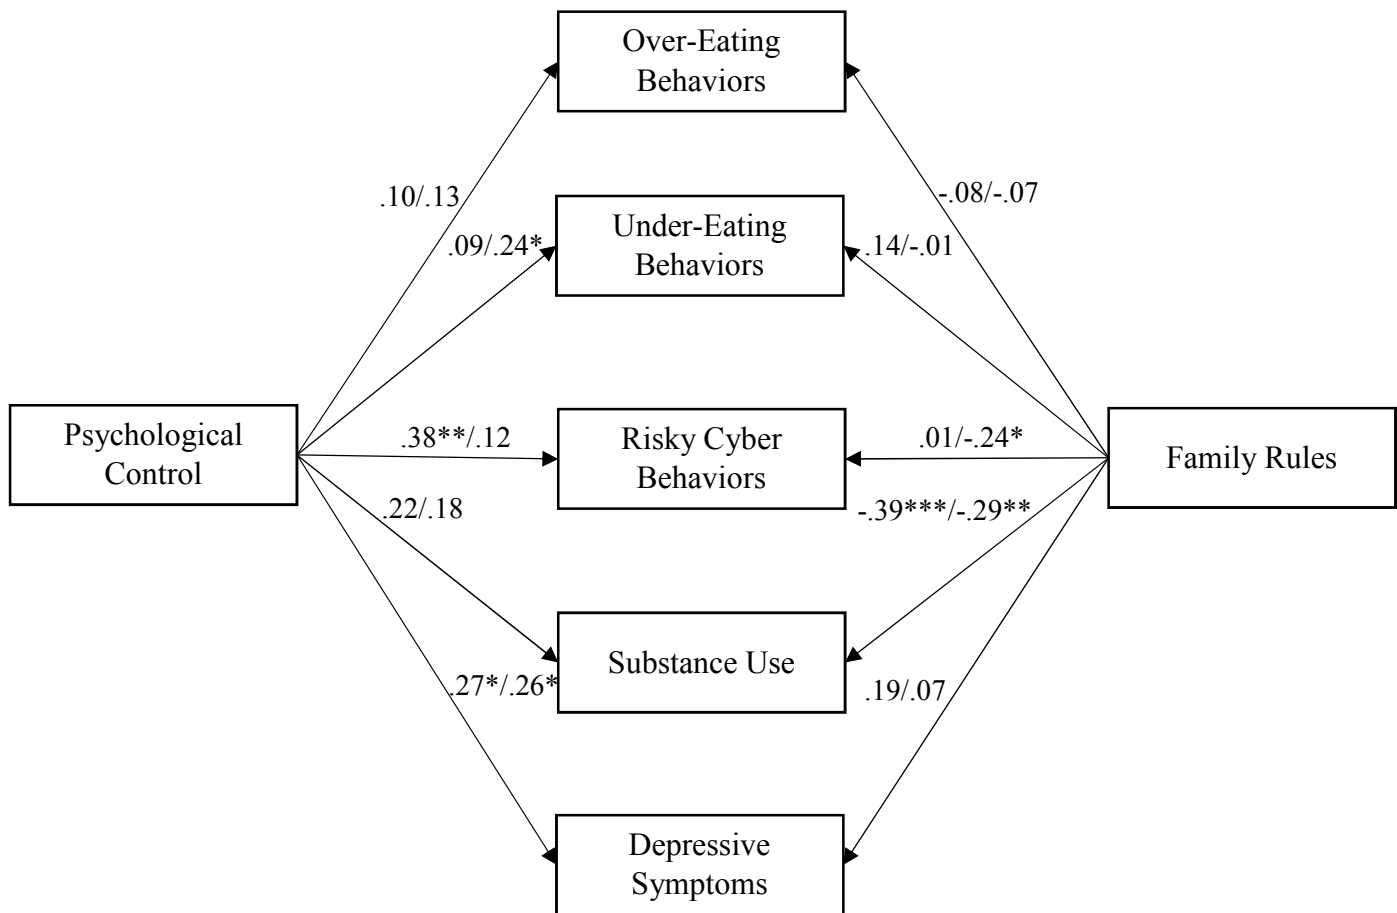 Over-Eating
Behaviors
.10/.13
-.08/-.07
Under-Eating
Behaviors
.09/.24*
.14/-.01
Psychological
Control
.38**/.12
Risky Cyber
Behaviors
.01/-.24*
Family Rules
.22/.18
-.39***/-.29**
Substance Use
.27*/.26*
.19/.07
Depressive
Symptoms